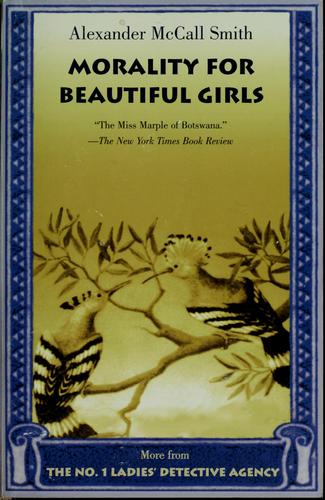 Alexander McCall Smith
MORALITY FOR
BEAUTIFUL GIRLS
“The Miss Marple of Botswana.”
—The New York Times Book Review
More from
THE NO. 1 LADIES' DETECTIVE AGENCY